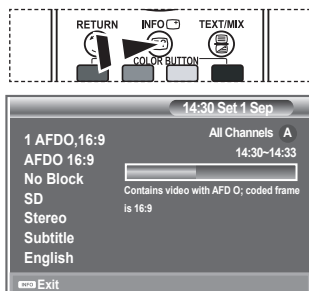 RETURN INFO TEXT/MIX
COLOR BUTTON
14:30 Set 1 Sep
All Channels A
14:30~14:33
1 AFDO,16:9
AFDO 16:9
No Block
SD
Stereo
Subtitle
English
Contains video with AFD O; coded frame
is 16:9
INFO Exit